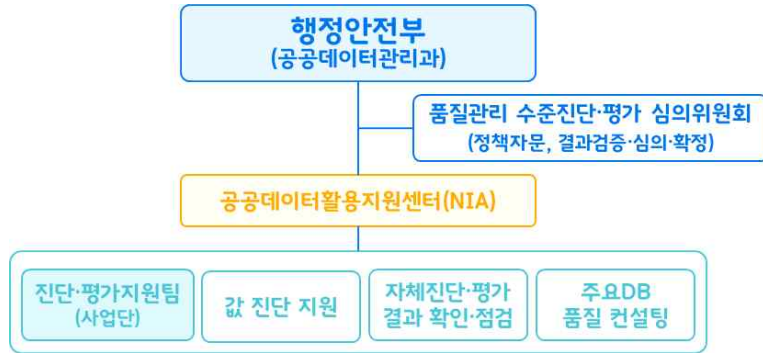 행정안전부
(공공데이터관리과)
품질관리 수준진단·평가 심의위원회
(정책자문, 결과검증·심의·확정)
공공데이터활용지원센터(NIA)
진단·평가지원팀
(사업단)
값 진단 지원
자체진단·평가
결과 확인·점검
주요DB
품질 컨설팅